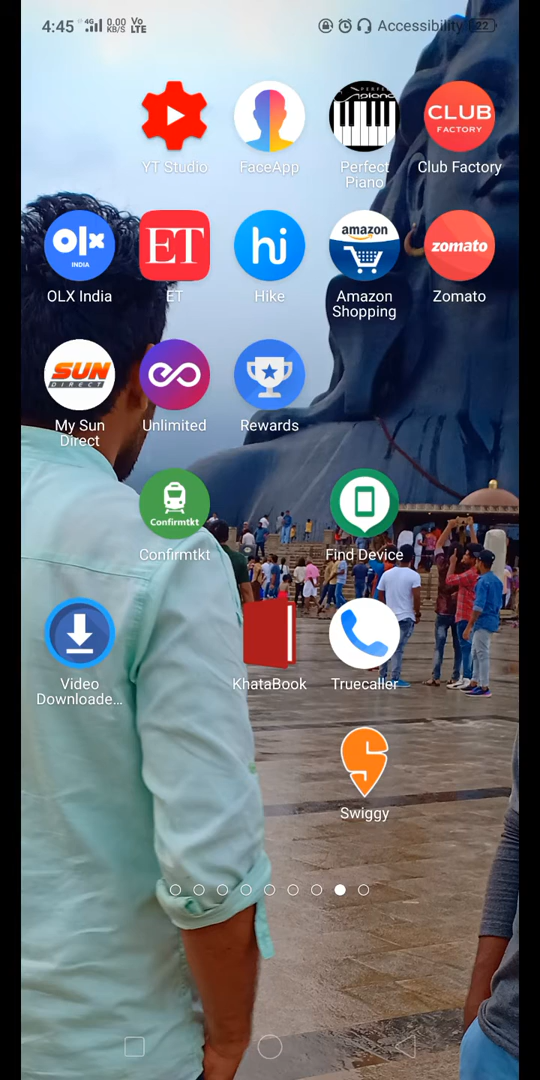 4:45 4G 0.00 KB/S Vo LTE Accessibility 22
YT Studio
FaceApp
Perfect
Piano
CLUB
FACTORY
Club Factory
olx
INDIA
OLX India
ET
ET
hi
Hike
amazon
Amazon
Shopping
zomato
Zomato
SUN
DIRECT
My Sun
Direct
Unlimited
Rewards
Confirmtkt
Confirmtkt
Find Device
Video
Downloade...
KhataBook
Truecaller
Swiggy